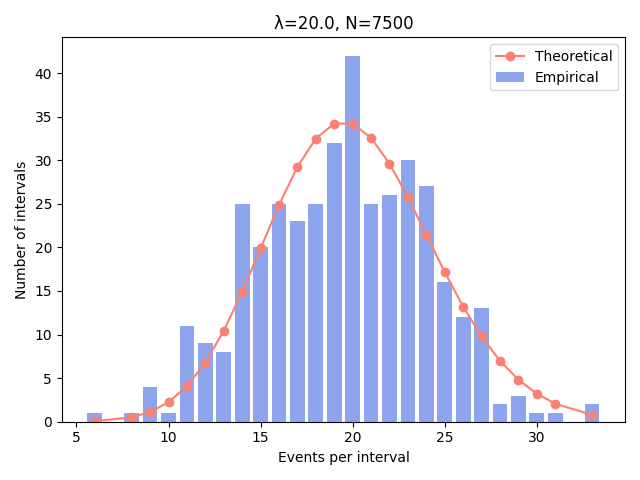 λ=20.0, N=7500
Theoretical
Empirical
Number of intervals
40
35
30
25
20
15
10
5
0
5 10 15 20 25 30
Events per interval